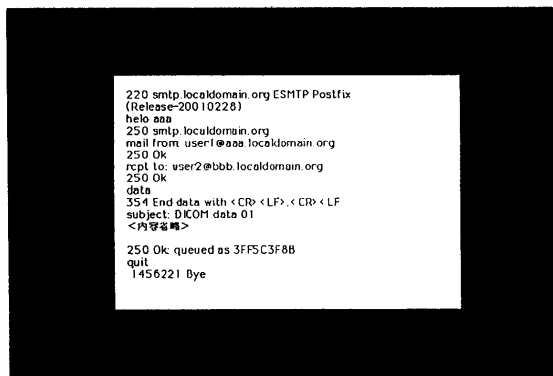 220 smtp.localdomain.org ESMTP Postfix
(Release-20010228)
helo aaa
250 smtp.localdomain.org
mail from: user1@aaa.localdomain.org
250 Ok
rcpt to: user2@bbb.localdomain.org
250 Ok
data
354 End data with <CR><LF>.<CR><LF
subject: DICOM data 01
<内容省略>
250 Ok: queued as 3FF5C3F8B
quit
1456221 Bye